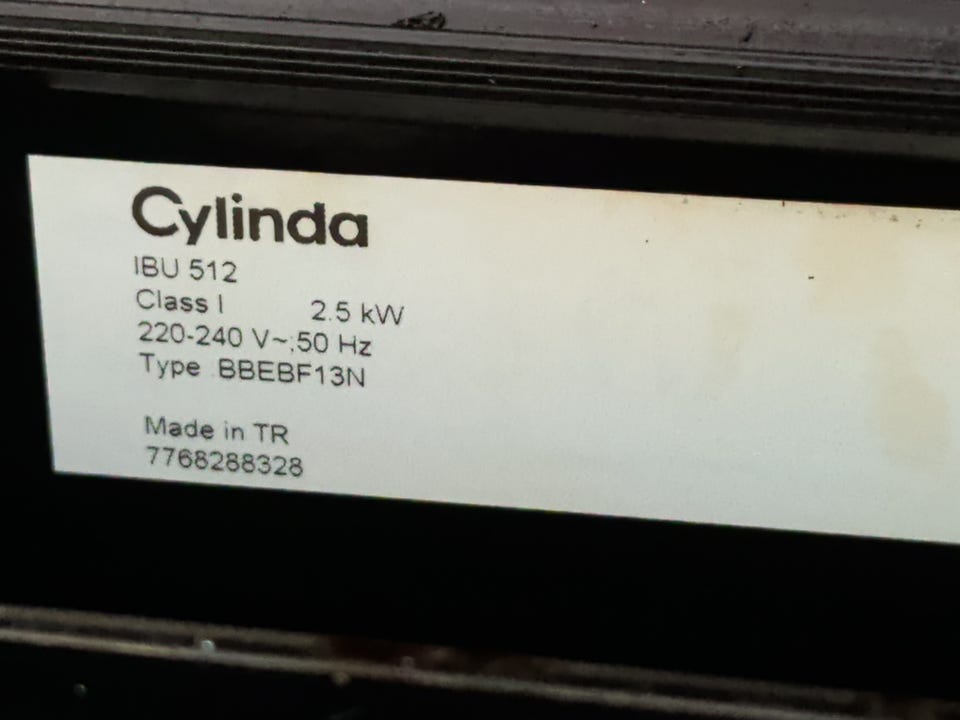 Cylinda
IBU 512
Class I 2.5 kW
220-240 V~;50 Hz
Type BBEBF13N
Made in TR
7768288328